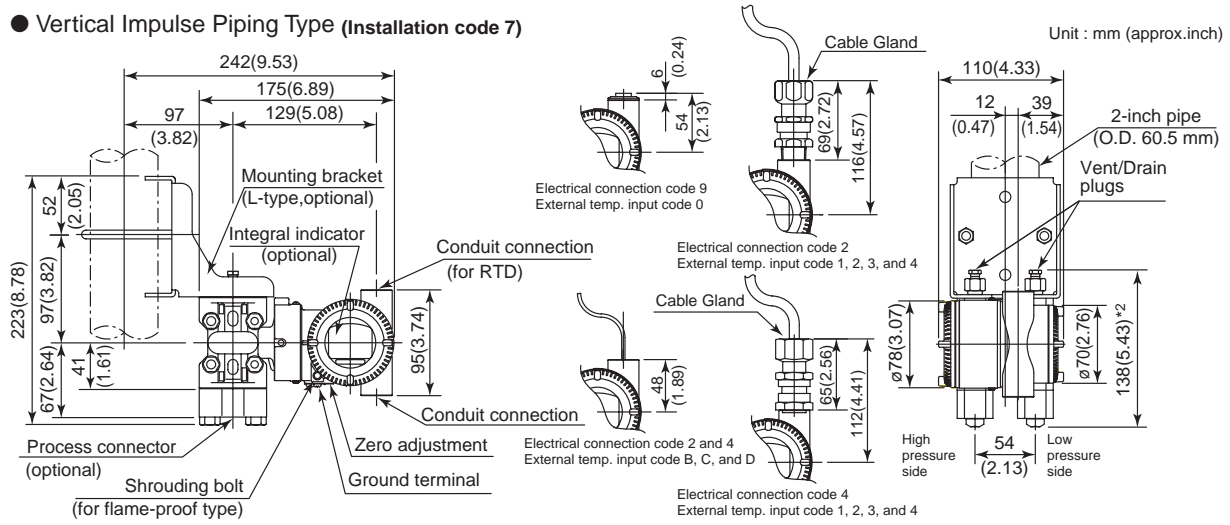 ● Vertical Impulse Piping Type (Installation code 7)
Unit : mm (approx.inch)
242(9.53)
175(6.89)
97
(3.82)
129(5.08)
223(8.78)
52
(2.05)
97(3.82)
67(2.64)
41
(1.61)
Mounting bracket
(L-type,optional)
Integral indicator
(optional)
Conduit connection
(for RTD)
95(3.74)
Conduit connection
Zero adjustment
Ground terminal
Process connector
(optional)
Shrouding bolt
(for flame-proof type)
6
(0.24)
54
(2.13)
Electrical connection code 9
External temp. input code 0
Cable Gland
69(2.72)
116(4.57)
Electrical connection code 2
External temp. input code 1, 2, 3, and 4
48
(1.89)
Electrical connection code 2 and 4
External temp. input code B, C, and D
Cable Gland
65(2.56)
112(4.41)
Electrical connection code 4
External temp. input code 1, 2, 3, and 4
110(4.33)
12
(0.47)
39
(1.54)
2-inch pipe
(O.D. 60.5 mm)
Vent/Drain
plugs
ø78(3.07)
ø70(2.76)
138(5.43)*2
High
pressure
side
54
(2.13)
Low
pressure
side